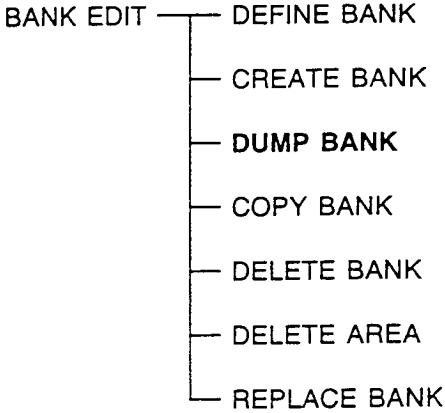 BANK EDIT DEFINE BANK
CREATE BANK
DUMP BANK
COPY BANK
DELETE BANK
DELETE AREA
REPLACE BANK